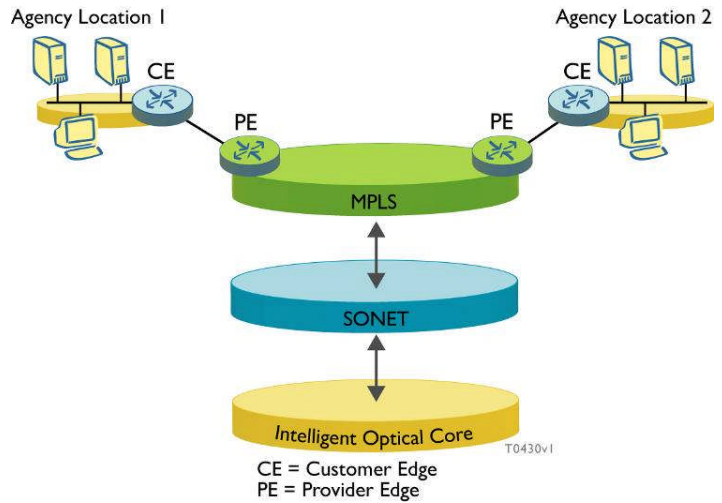 Agency Location 1
Agency Location 2
CE
CE
PE
PE
MPLS
SONET
Intelligent Optical Core
T0430v1
CE = Customer Edge
PE = Provider Edge